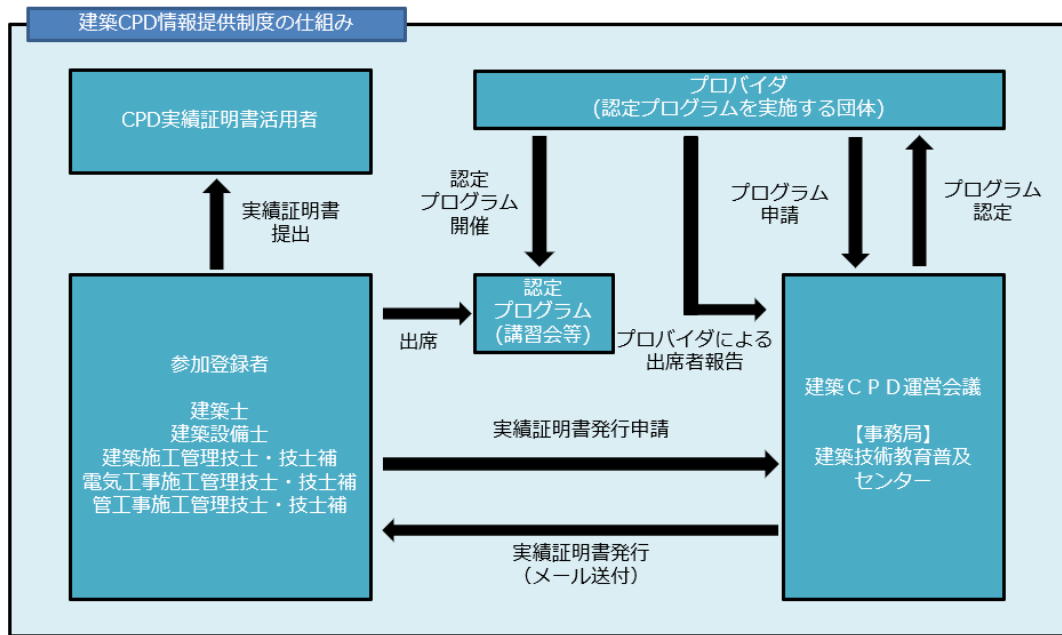 建築CPD情報提供制度の仕組み
CPD実績証明書活用者
プロバイダ
(認定プログラムを実施する団体)
実績証明書
提出
認定
プログラム
開催
プログラム
申請
プログラム
認定
認定
プログラム
(講習会等)
出席
プロバイダによる
出席者報告
参加登録者
建築士
建築設備士
建築施工管理技士・技士補
電気工事施工管理技士・技士補
管工事施工管理技士・技士補
実績証明書発行申請
実績証明書発行
（メール送付）
建築ＣＰＤ運営会議
【事務局】
建築技術教育普及
センター